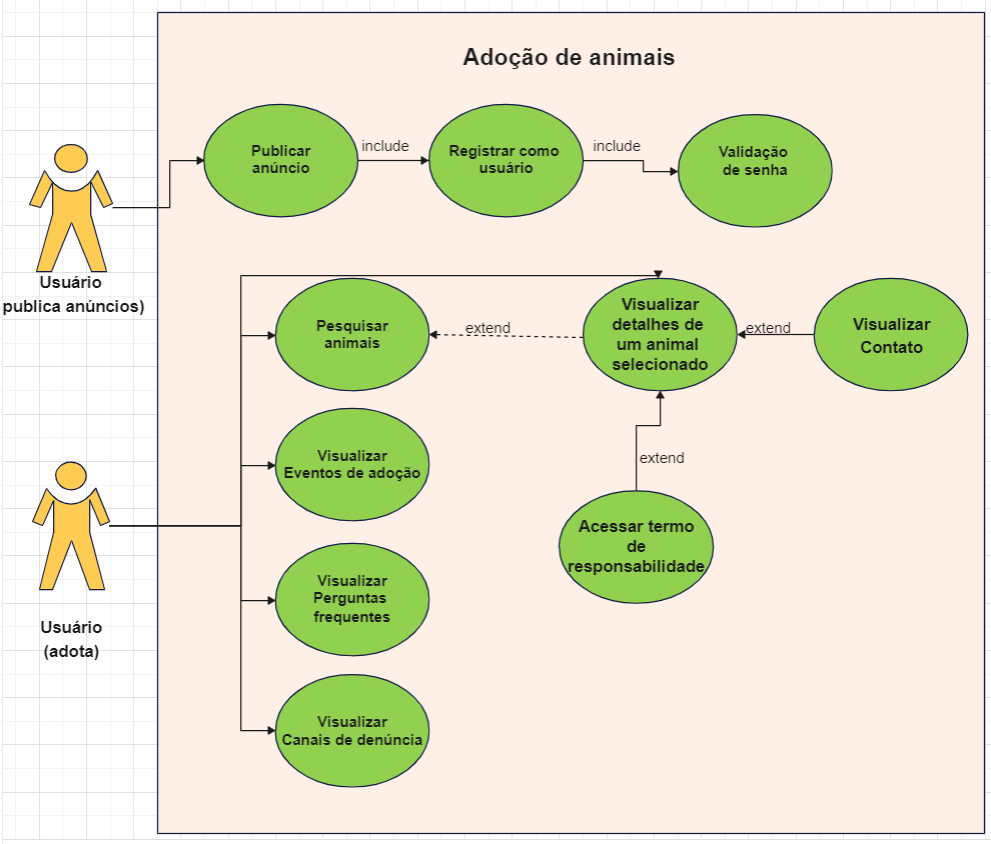 Adoção de animais
Publicar
anúncio
include
Registrar como
usuário
include
Validação
de senha
Usuário
publica anúncios)
Pesquisar
animais
extend
Visualizar
detalhes de
um animal
selecionado
extend
Visualizar
Contato
Visualizar
Eventos de adoção
extend
Acessar termo
de
responsabilidade
Visualizar
Perguntas
frequentes
Usuário
(adota)
Visualizar
Canais de denúncia